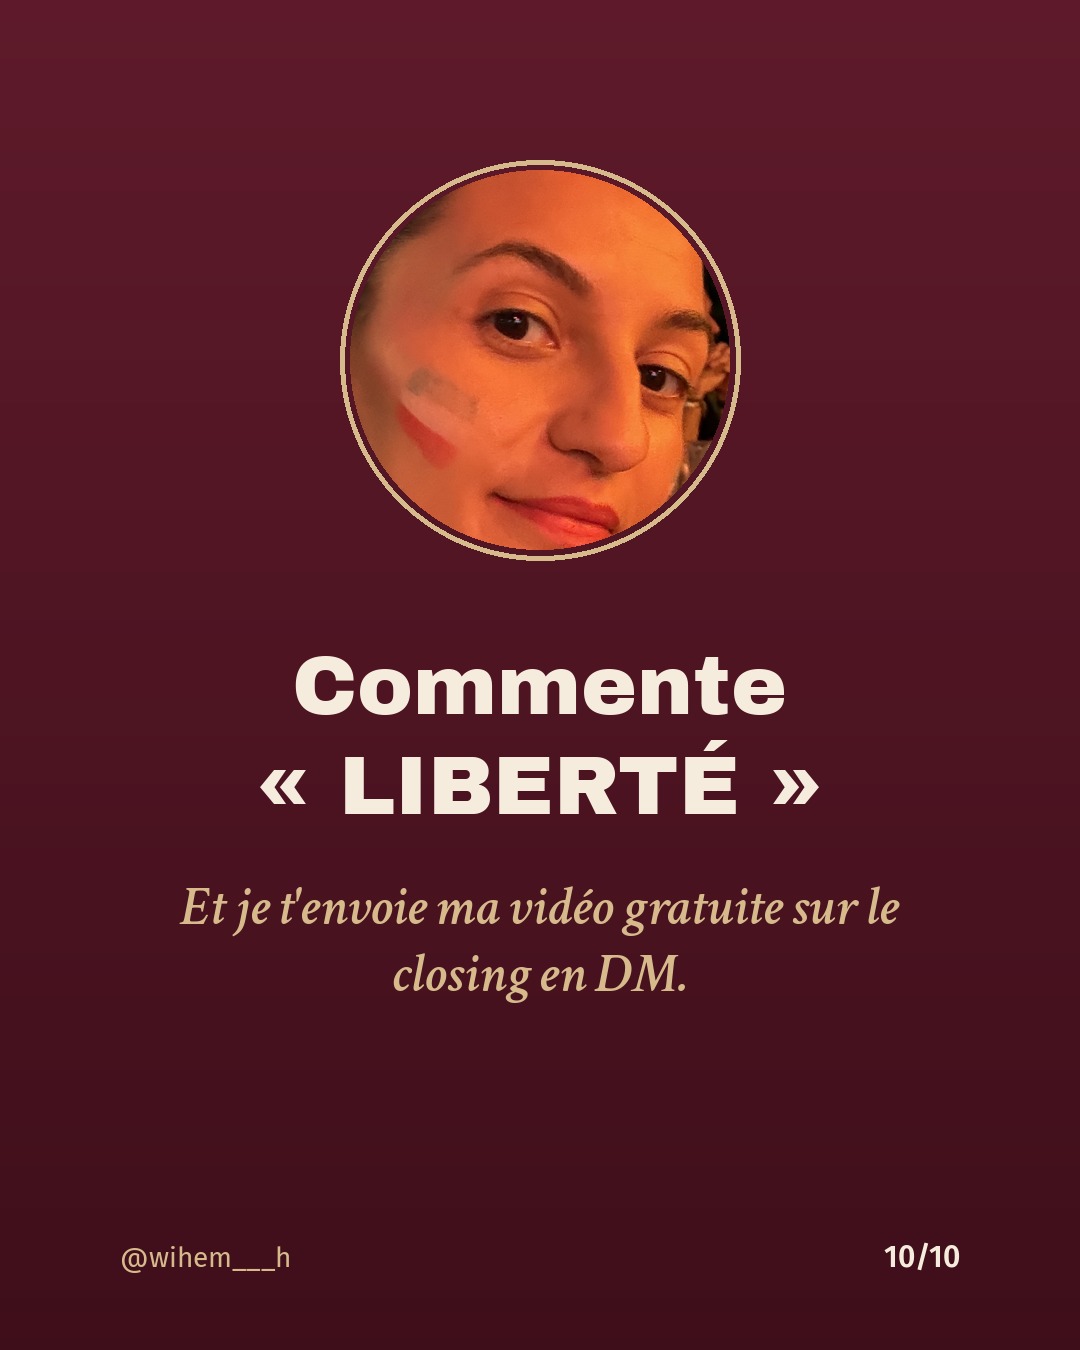 Commente
« LIBERTÉ »
Et je t'envoie ma vidéo gratuite sur le
closing en DM.
@wihem___h
10/10